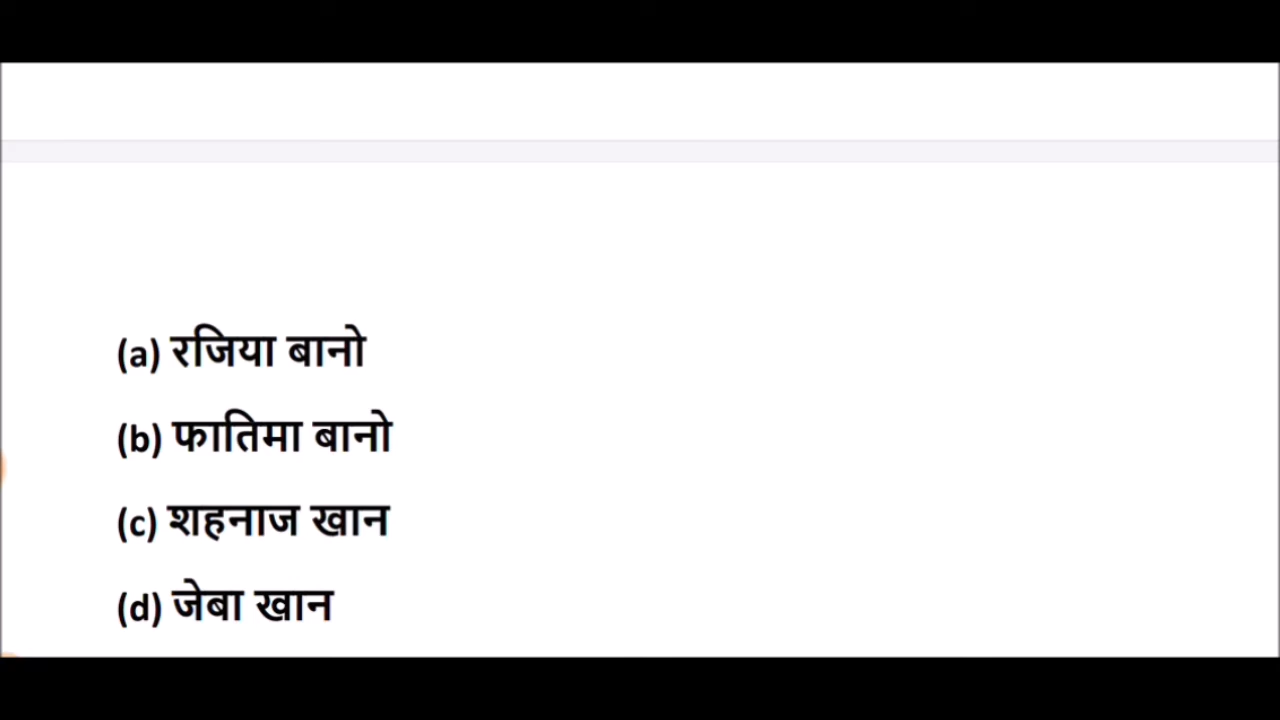 (a) रजिया बानो
(b) फातिमा बानो
(c) शहनाज खान
(d) जेबा खान